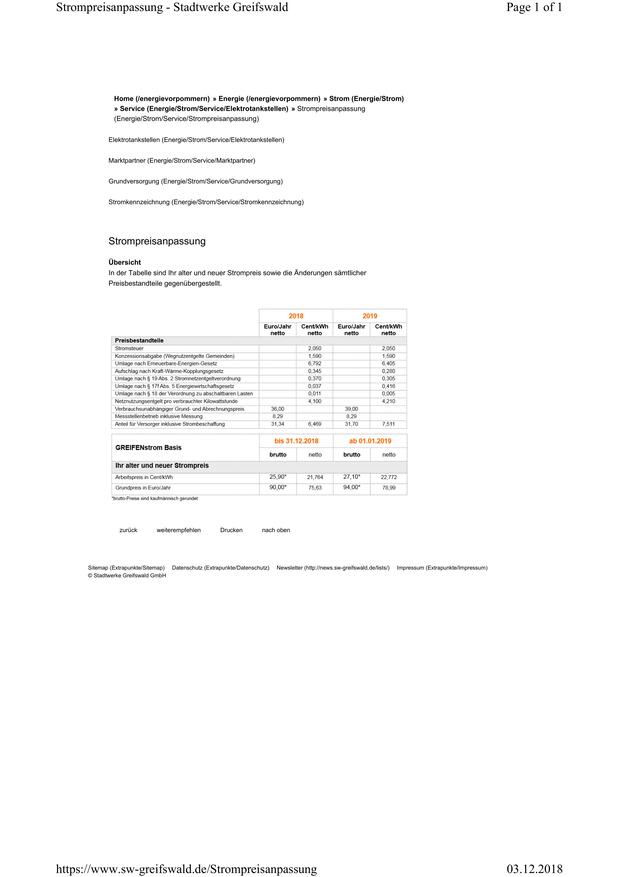 Strompreisanpassung - Stadtwerke Greifswald Page 1 of 1
Home (/energievorpommern) » Energie (/energievorpommern) » Strom (Energie/Strom)
» Service (Energie/Strom/Service/Elektrotankstellen) » Strompreisanpassung
(Energie/Strom/Service/Strompreisanpassung)
Elektrotankstellen (Energie/Strom/Service/Elektrotankstellen)
Marktpartner (Energie/Strom/Service/Marktpartner)
Grundversorgung (Energie/Strom/Service/Grundversorgung)
Stromkennzeichnung (Energie/Strom/Service/Stromkennzeichnung)
Strompreisanpassung
Übersicht
In der Tabelle sind Ihr alter und neuer Strompreis sowie die Änderungen sämtlicher
Preisbestandteile gegenübergestellt.
2018 2019
Euro/Jahr netto Cent/kWh netto Euro/Jahr netto Cent/kWh netto
Preisbestandteile
Stromsteuer 2,050 2,050
Konzessionsabgabe (Wegnutzentgelte Gemeinden) 1,590 1,590
Umlage nach Erneuerbare-Energien-Gesetz 6,792 6,405
Aufschlag nach Kraft-Wärme-Kopplungsgesetz 0,345 0,280
Umlage nach § 19 Abs. 2 Stromnetzentgeltverordnung 0,370 0,305
Umlage nach § 17f Abs. 5 Energiewirtschaftsgesetz 0,037 0,416
Umlage nach § 18 der Verordnung zu abschaltbaren Lasten 0,011 0,005
Netznutzungsentgelt pro verbrauchter Kilowattstunde 4,100 4,210
Verbrauchsunabhängiger Grund- und Abrechnungspreis 36,00 39,00
Messstellenbetrieb inklusive Messung 8,29 8,29
Anteil für Versorger inklusive Strombeschaffung 31,34 6,469 31,70 7,511
GREIFENstrom Basis bis 31.12.2018 ab 01.01.2019
brutto netto brutto netto
Ihr alter und neuer Strompreis
Arbeitspreis in Cent/kWh 25,90* 21,764 27,10* 22,772
Grundpreis in Euro/Jahr 90,00* 75,63 94,00* 78,99
*brutto-Preise sind kaufmännisch gerundet
zurück weiterempfehlen Drucken nach oben
Sitemap (Extrapunkte/Sitemap) Datenschutz (Extrapunkte/Datenschutz) Newsletter (http://news.sw-greifswald.de/lists/) Impressum (Extrapunkte/Impressum)
© Stadtwerke Greifswald GmbH
https://www.sw-greifswald.de/Strompreisanpassung 03.12.2018